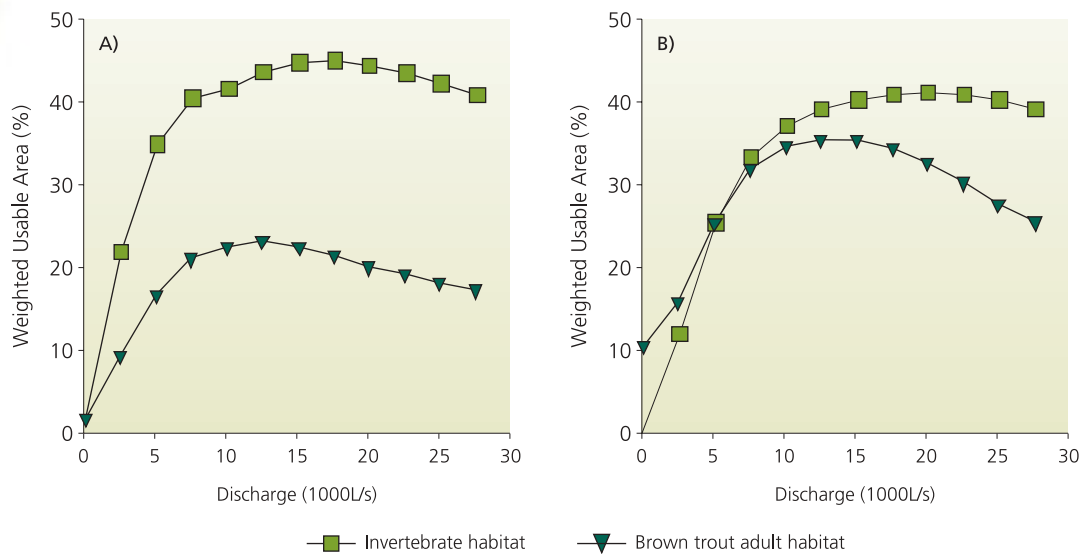 A)
Weighted Usable Area (%)
50
40
30
20
10
0
0 5 10 15 20 25 30
Discharge (1000L/s)
B)
Weighted Usable Area (%)
50
40
30
20
10
0
0 5 10 15 20 25 30
Discharge (1000L/s)
Invertebrate habitat Brown trout adult habitat